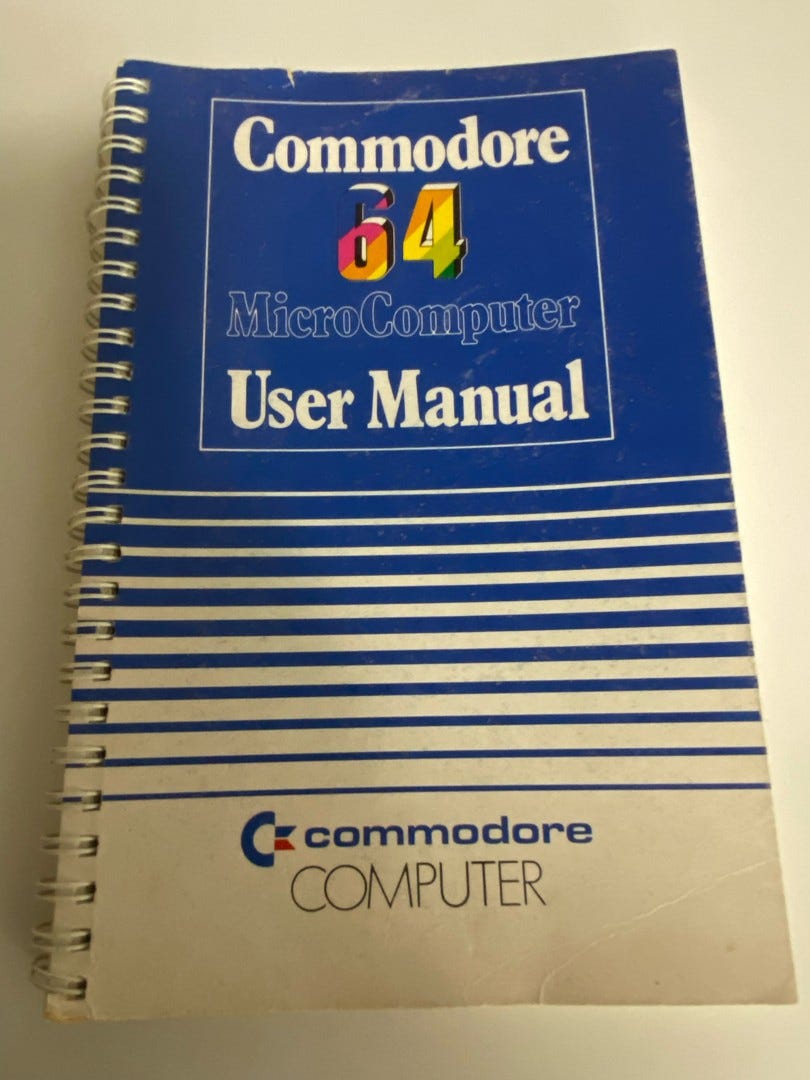 Commodore
64
MicroComputer
User Manual
commodore
COMPUTER